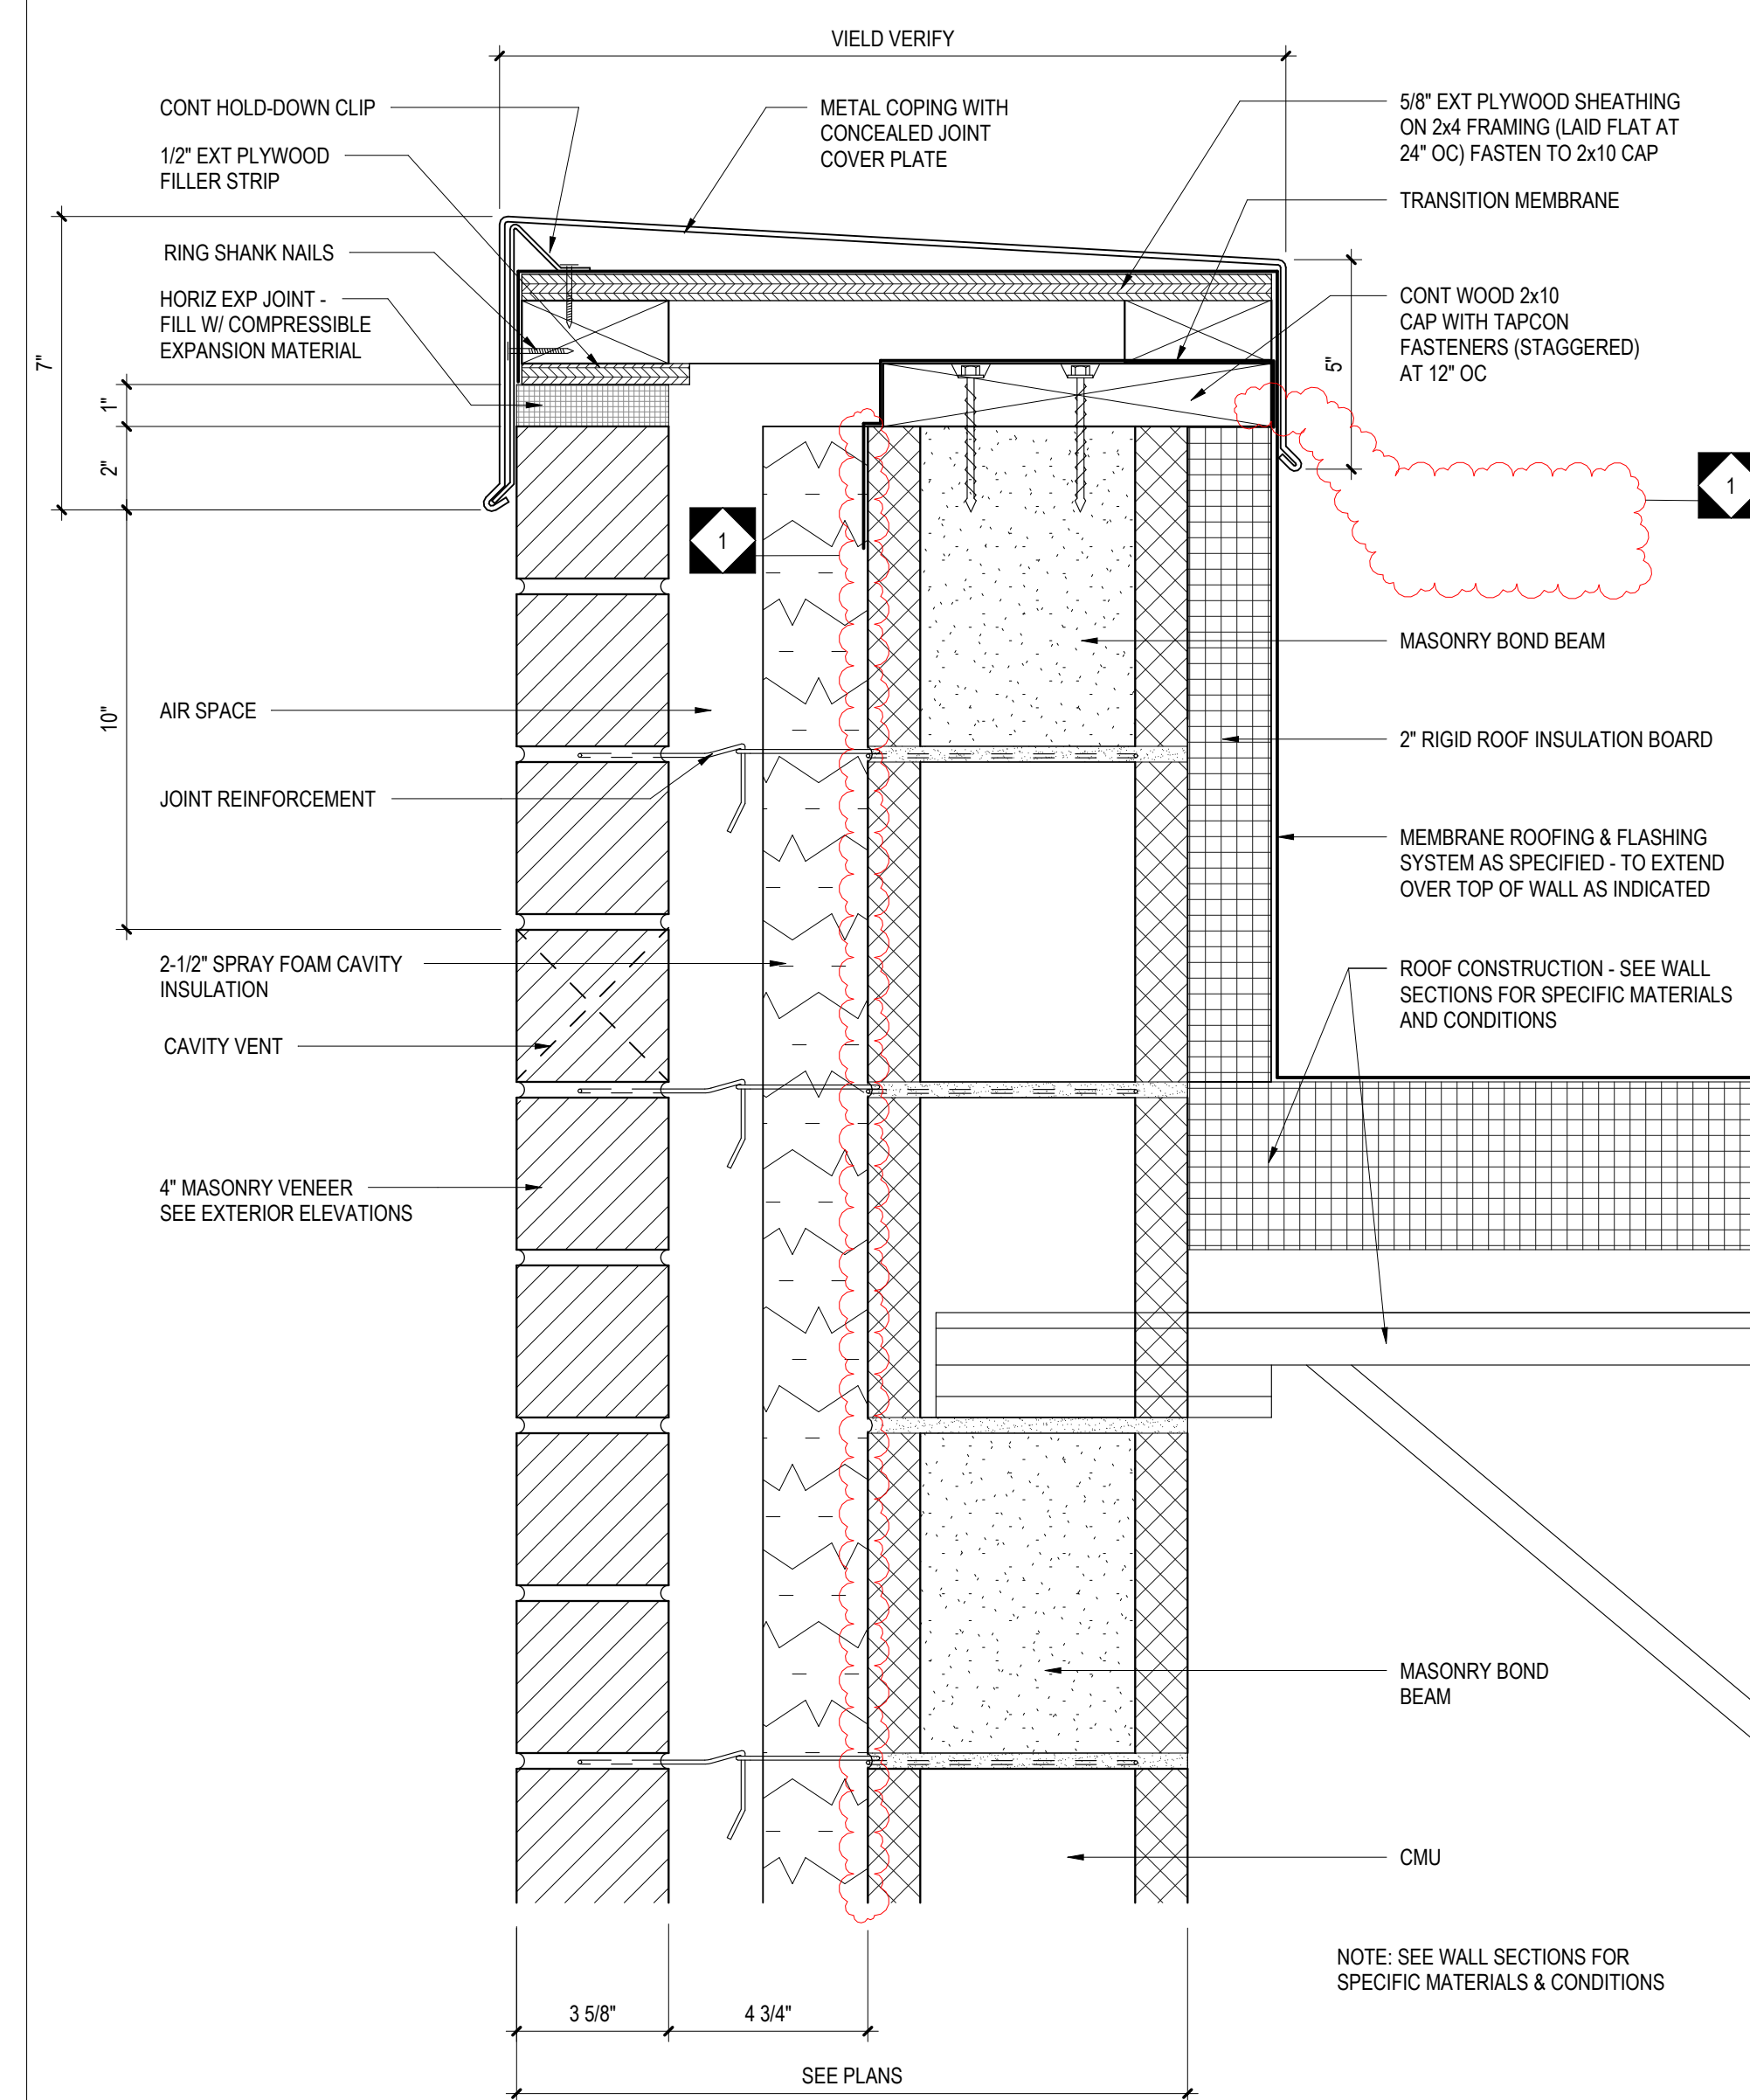 VIELD VERIFY
CONT HOLD-DOWN CLIP
1/2" EXT PLYWOOD
FILLER STRIP
RING SHANK NAILS
HORIZ EXP JOINT -
FILL W/ COMPRESSIBLE
EXPANSION MATERIAL
METAL COPING WITH
CONCEALED JOINT
COVER PLATE
5/8" EXT PLYWOOD SHEATHING
ON 2x4 FRAMING (LAID FLAT AT
24" OC) FASTEN TO 2x10 CAP
TRANSITION MEMBRANE
CONT WOOD 2x10
CAP WITH TAPCON
FASTENERS (STAGGERED)
AT 12" OC
7"
1"
2"
5"
10"
1
1
AIR SPACE
JOINT REINFORCEMENT
2-1/2" SPRAY FOAM CAVITY
INSULATION
CAVITY VENT
4" MASONRY VENEER
SEE EXTERIOR ELEVATIONS
MASONRY BOND BEAM
2" RIGID ROOF INSULATION BOARD
MEMBRANE ROOFING & FLASHING
SYSTEM AS SPECIFIED - TO EXTEND
OVER TOP OF WALL AS INDICATED
ROOF CONSTRUCTION - SEE WALL
SECTIONS FOR SPECIFIC MATERIALS
AND CONDITIONS
MASONRY BOND
BEAM
CMU
NOTE: SEE WALL SECTIONS FOR
SPECIFIC MATERIALS & CONDITIONS
3 5/8"
4 3/4"
SEE PLANS